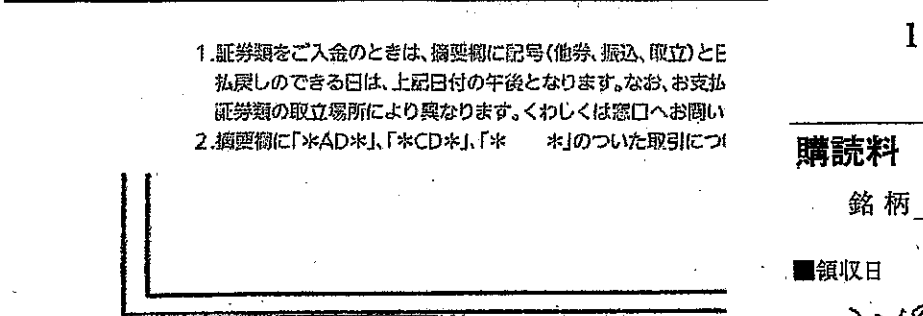 1.証券類をご入金のときは、摘要欄に記号(他券、振込、取立)と
払戻しのできる日は、上記日付の午後となります。なお、お支払
証券類の取立場所により異なります。くわしくは窓口へお問い
2.摘要欄に「*AD*」、「*CD*」、「* *」のついた取引につ
1
購読料
銘柄
■領収日